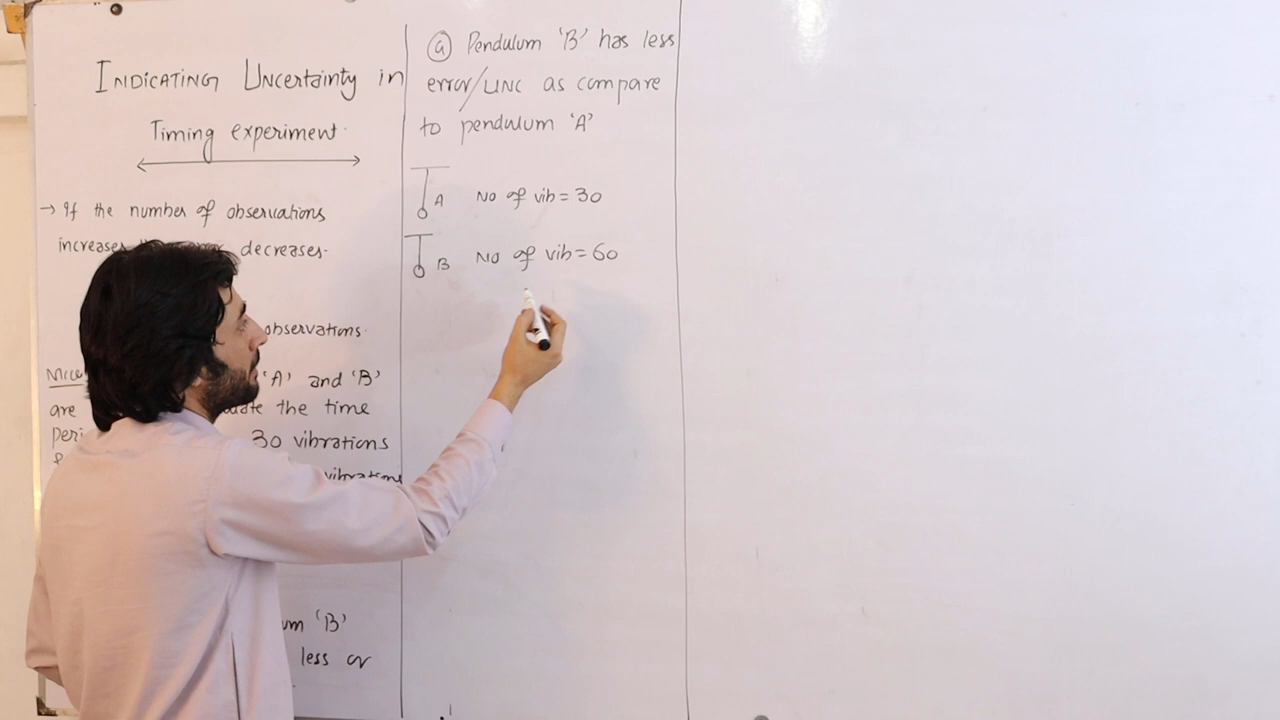 INDICATING Uncertainty in
Timing experiment
→ If the number of observations
increases decreases.
observations.
'A' and 'B'
are the time
30 vibrations
vibrations
'B'
less or
(a) Pendulum 'B' has less
error/UNC as compare
to pendulum 'A'
A No of vib = 30
B No of vib = 60